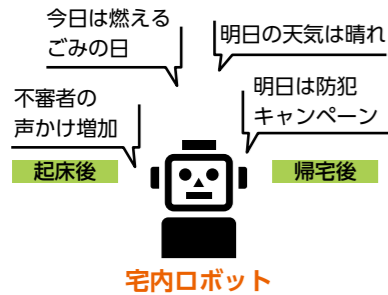 今日は燃える
ごみの日
明日の天気は晴れ
不審者の
声かけ増加
明日は防犯
キャンペーン
起床後
帰宅後
宅内ロボット